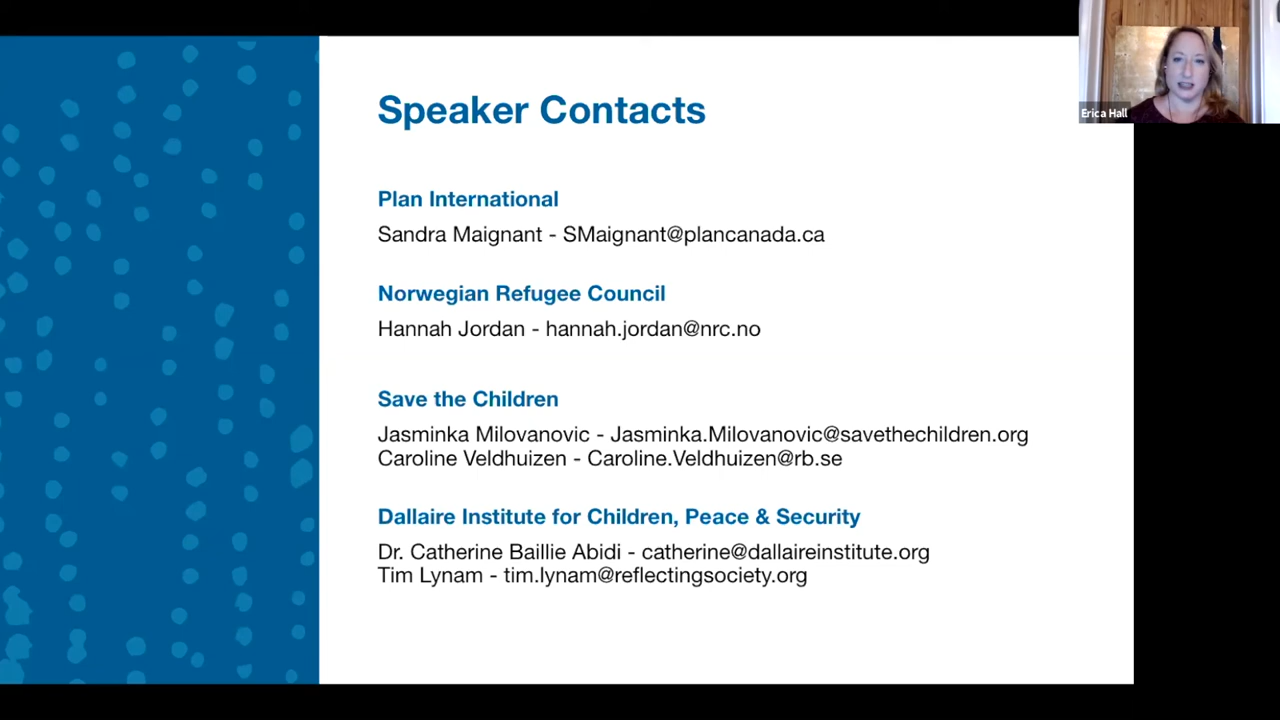 Speaker Contacts
Erica Hall
Plan International
Sandra Maignant - SMaignant@plancanada.ca
Norwegian Refugee Council
Hannah Jordan - hannah.jordan@nrc.no
Save the Children
Jasminka Milovanovic - Jasminka.Milovanovic@savethechildren.org
Caroline Veldhuizen - Caroline.Veldhuizen@rb.se
Dallaire Institute for Children, Peace & Security
Dr. Catherine Baillie Abidi - catherine@dallaireinstitute.org
Tim Lynam - tim.lynam@reflectingsociety.org